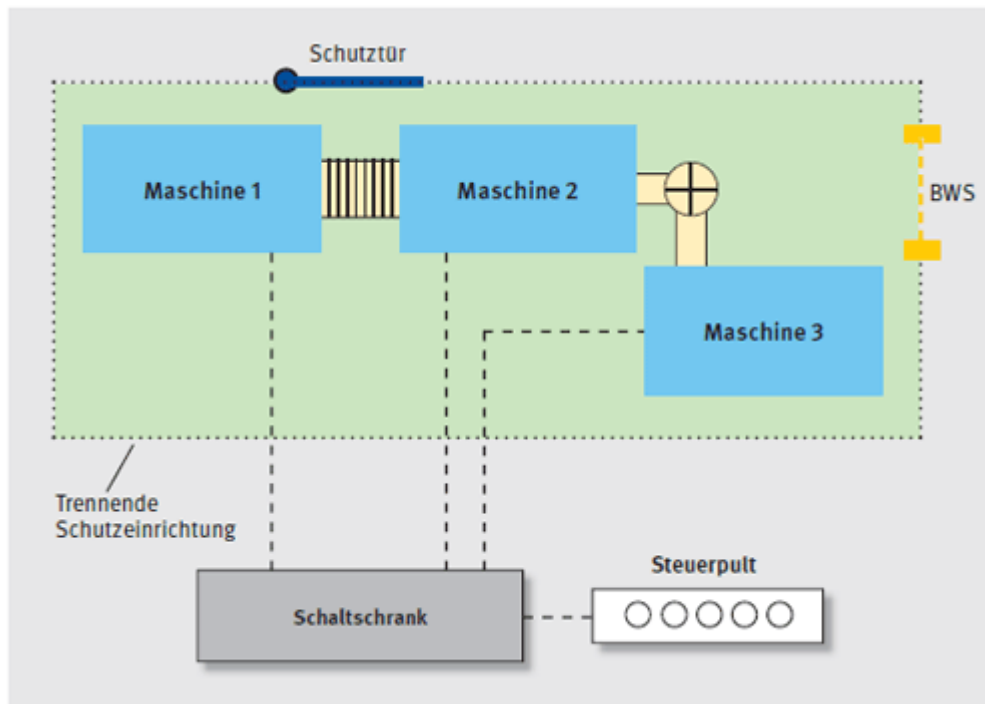 Schutztür
Maschine 1
Maschine 2
BWS
Maschine 3
Trennende
Schutzeinrichtung
Steuerpult
Schaltschrank